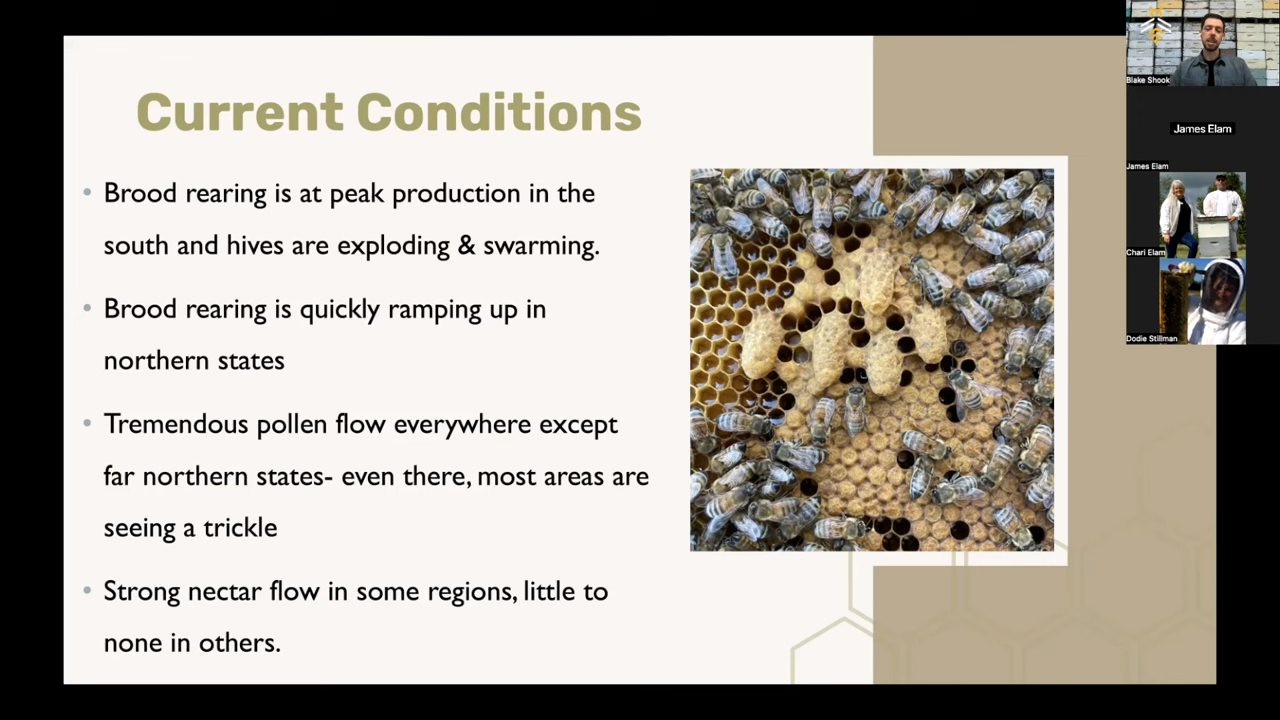 Current Conditions
Brood rearing is at peak production in the
south and hives are exploding & swarming.
Brood rearing is quickly ramping up in
northern states
Tremendous pollen flow everywhere except
far northern states- even there, most areas are
seeing a trickle
Strong nectar flow in some regions, little to
none in others.
Blake Shook
James Elam
James Elam
Chari Elam
Dodie Stillman